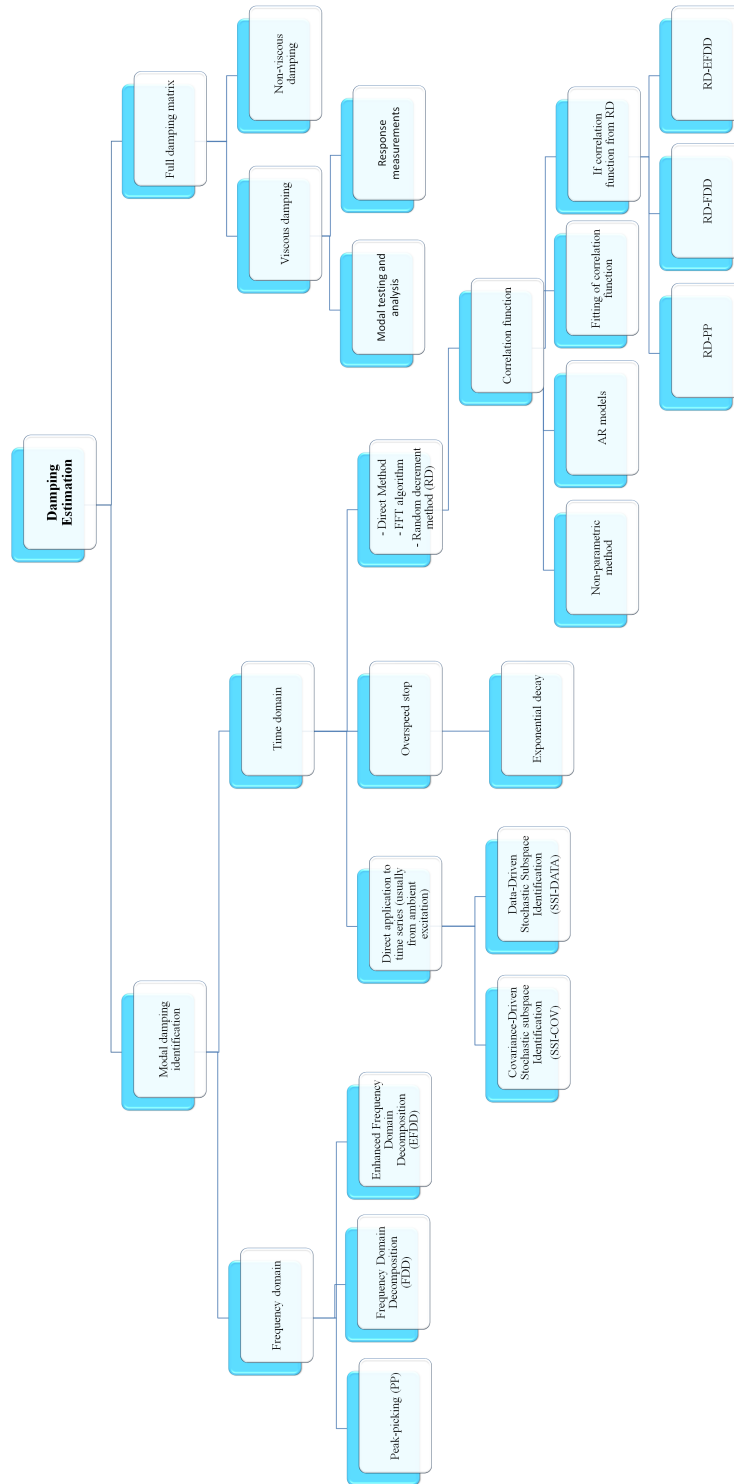 Damping
Estimation
Modal damping
identification
Full damping matrix
Frequency domain
Time domain
Viscous damping
Non-viscous
damping
Peak-picking (PP)
Frequency Domain
Decomposition
(FDD)
Enhanced Frequency
Domain
Decomposition
(EFDD)
Direct application to
time series (usually
from ambient
excitation)
Overspeed stop
- Direct Method
- FFT algorithm
- Random decrement
method (RD)
Modal testing and
analysis
Response
measurements
Covariance-Driven
Stochastic subspace
Identification
(SSI-COV)
Data-Driven
Stochastic Subspace
Identification
(SSI-DATA)
Exponential decay
Correlation function
Non-parametric
method
AR models
Fitting of correlation
function
If correlation
function from RD
RD-PP
RD-FDD
RD-EFDD